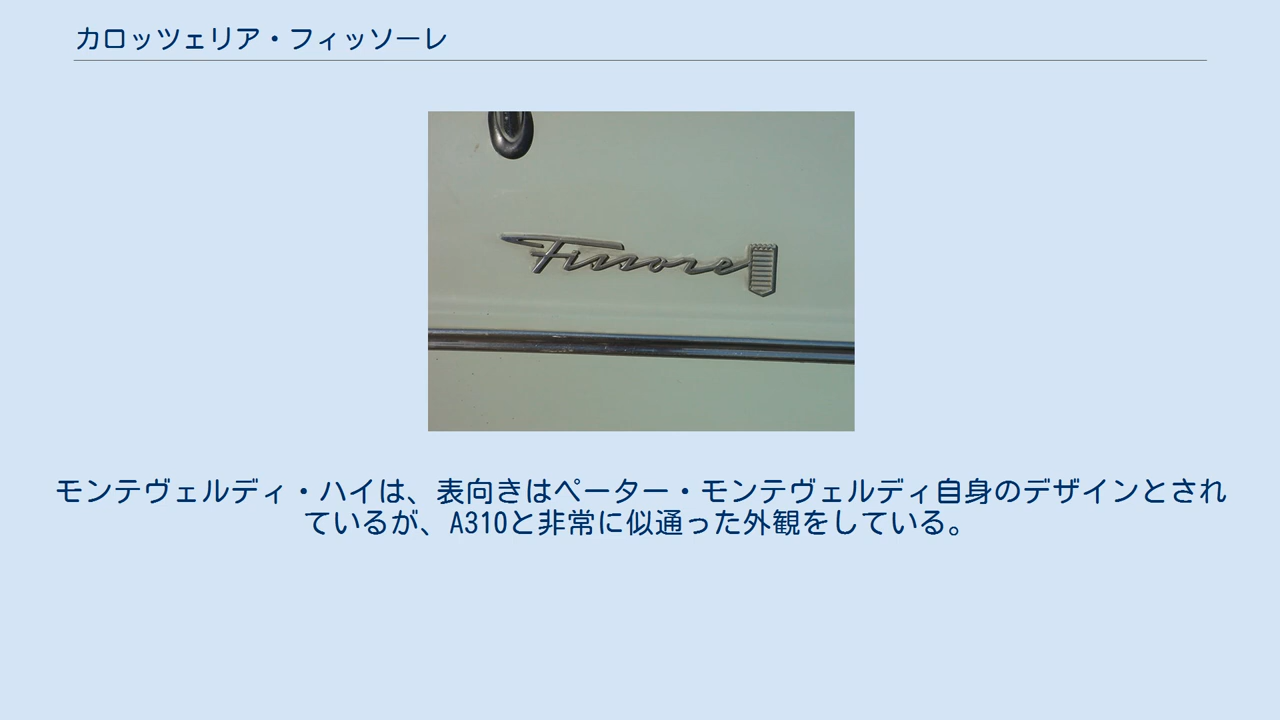 カロッツェリア・フィッソーレ
Fissore
モンテヴェルディ・ハイは、表向きはペーター・モンテヴェルディ自身のデザインとされ
ているが、A310と非常に似通った外観をしている。